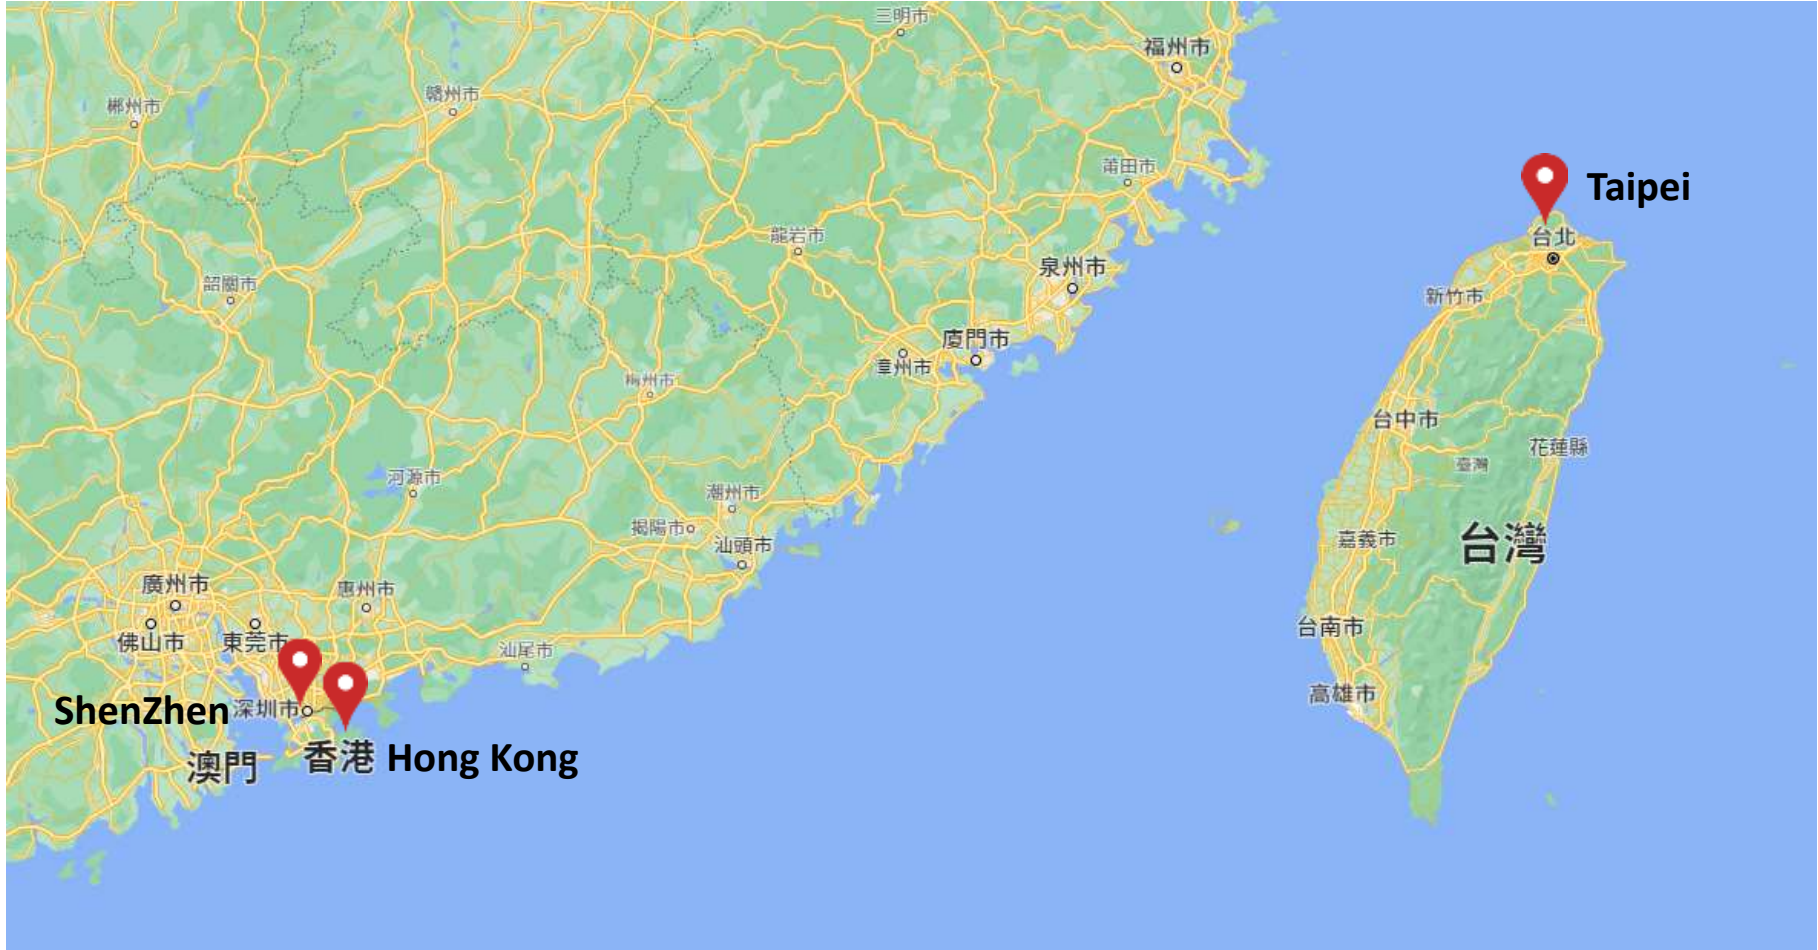 三明市
福州市
郴州市
贛州市
莆田市
Taipei
龍岩市
台北
泉州市
韶關市
新竹市
廈門市
漳州市
梅州市
台中市
花蓮縣
臺灣
河源市
潮州市
揭陽市
汕頭市
嘉義市
台灣
廣州市
惠州市
佛山市
東莞市
台南市
汕尾市
高雄市
ShenZhen
深圳市
澳門
香港
Hong Kong